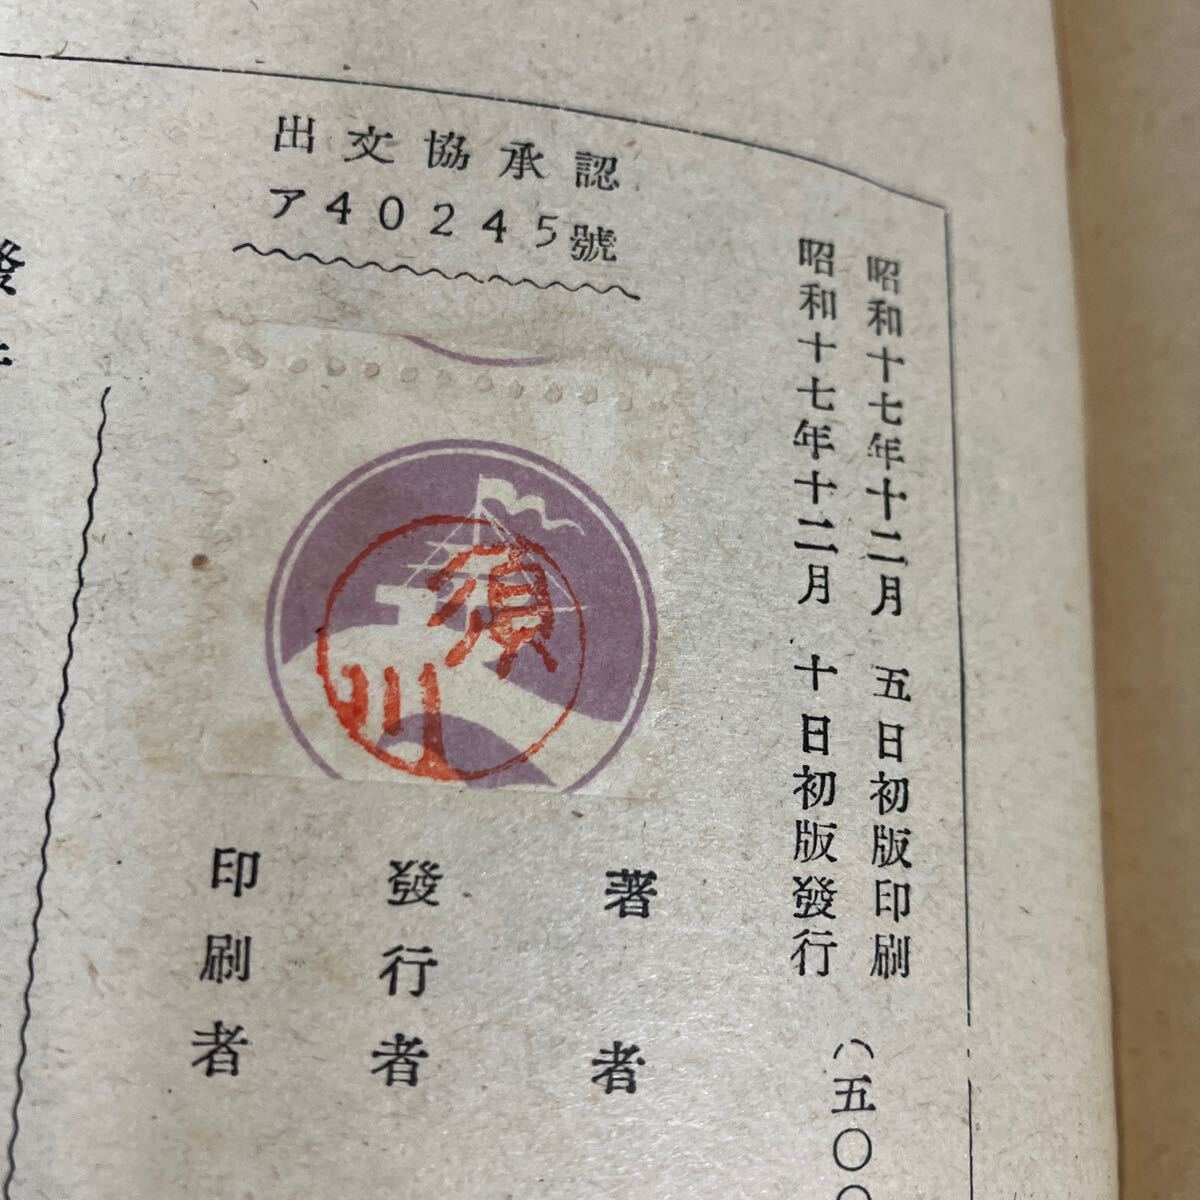 昭和十七年十二月 五日初版印刷
昭和十七年十二月 十日初版發行
(五〇
出文協承認
ア40245號
須川
著者
發行者
印刷者
發